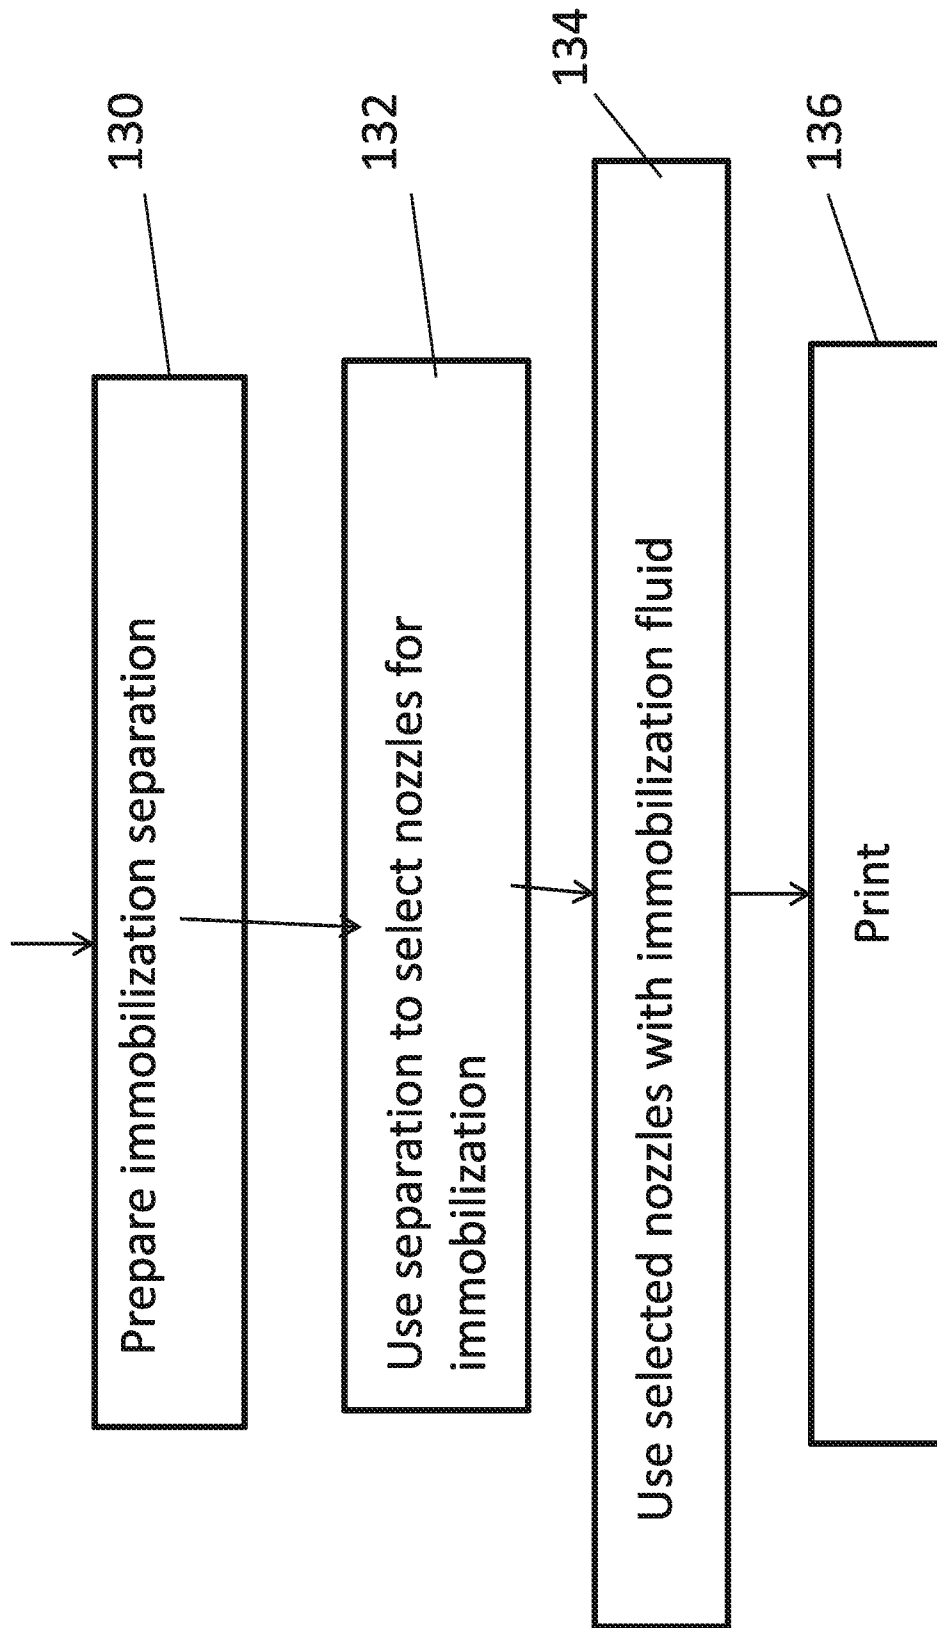 Prepare immobilization separation
130
Use separation to select nozzles for
immobilization
132
Use selected nozzles with immobilization fluid
134
Print
136